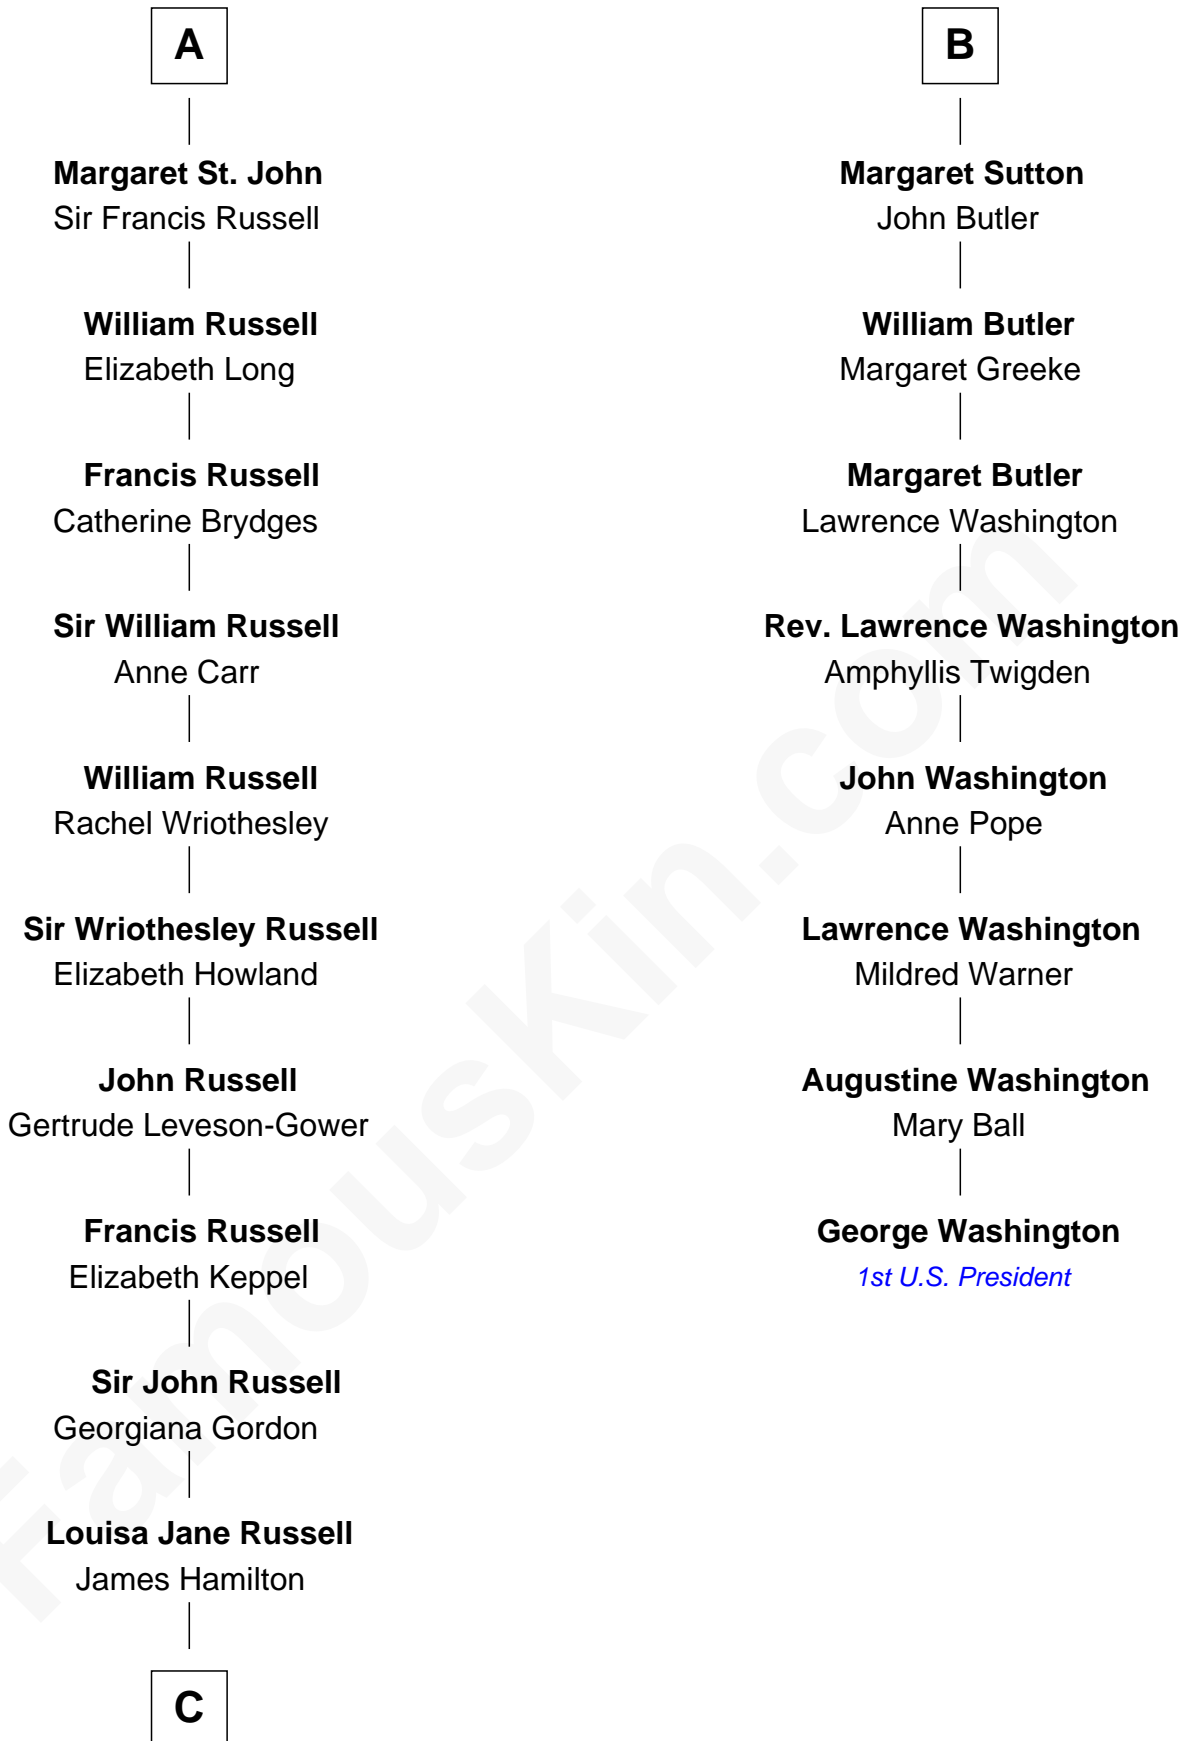 A
Margaret St. John
Sir Francis Russell
William Russell
Elizabeth Long
Francis Russell
Catherine Brydges
Sir William Russell
Anne Carr
William Russell
Rachel Wriothesley
Sir Wriothesley Russell
Elizabeth Howland
John Russell
Gertrude Leveson-Gower
Francis Russell
Elizabeth Keppel
Sir John Russell
Georgiana Gordon
Louisa Jane Russell
James Hamilton
C
B
Margaret Sutton
John Butler
William Butler
Margaret Greeke
Margaret Butler
Lawrence Washington
Rev. Lawrence Washington
Amphyllis Twigden
John Washington
Anne Pope
Lawrence Washington
Mildred Warner
Augustine Washington
Mary Ball
George Washington
1st U.S. President
FamousKin.com